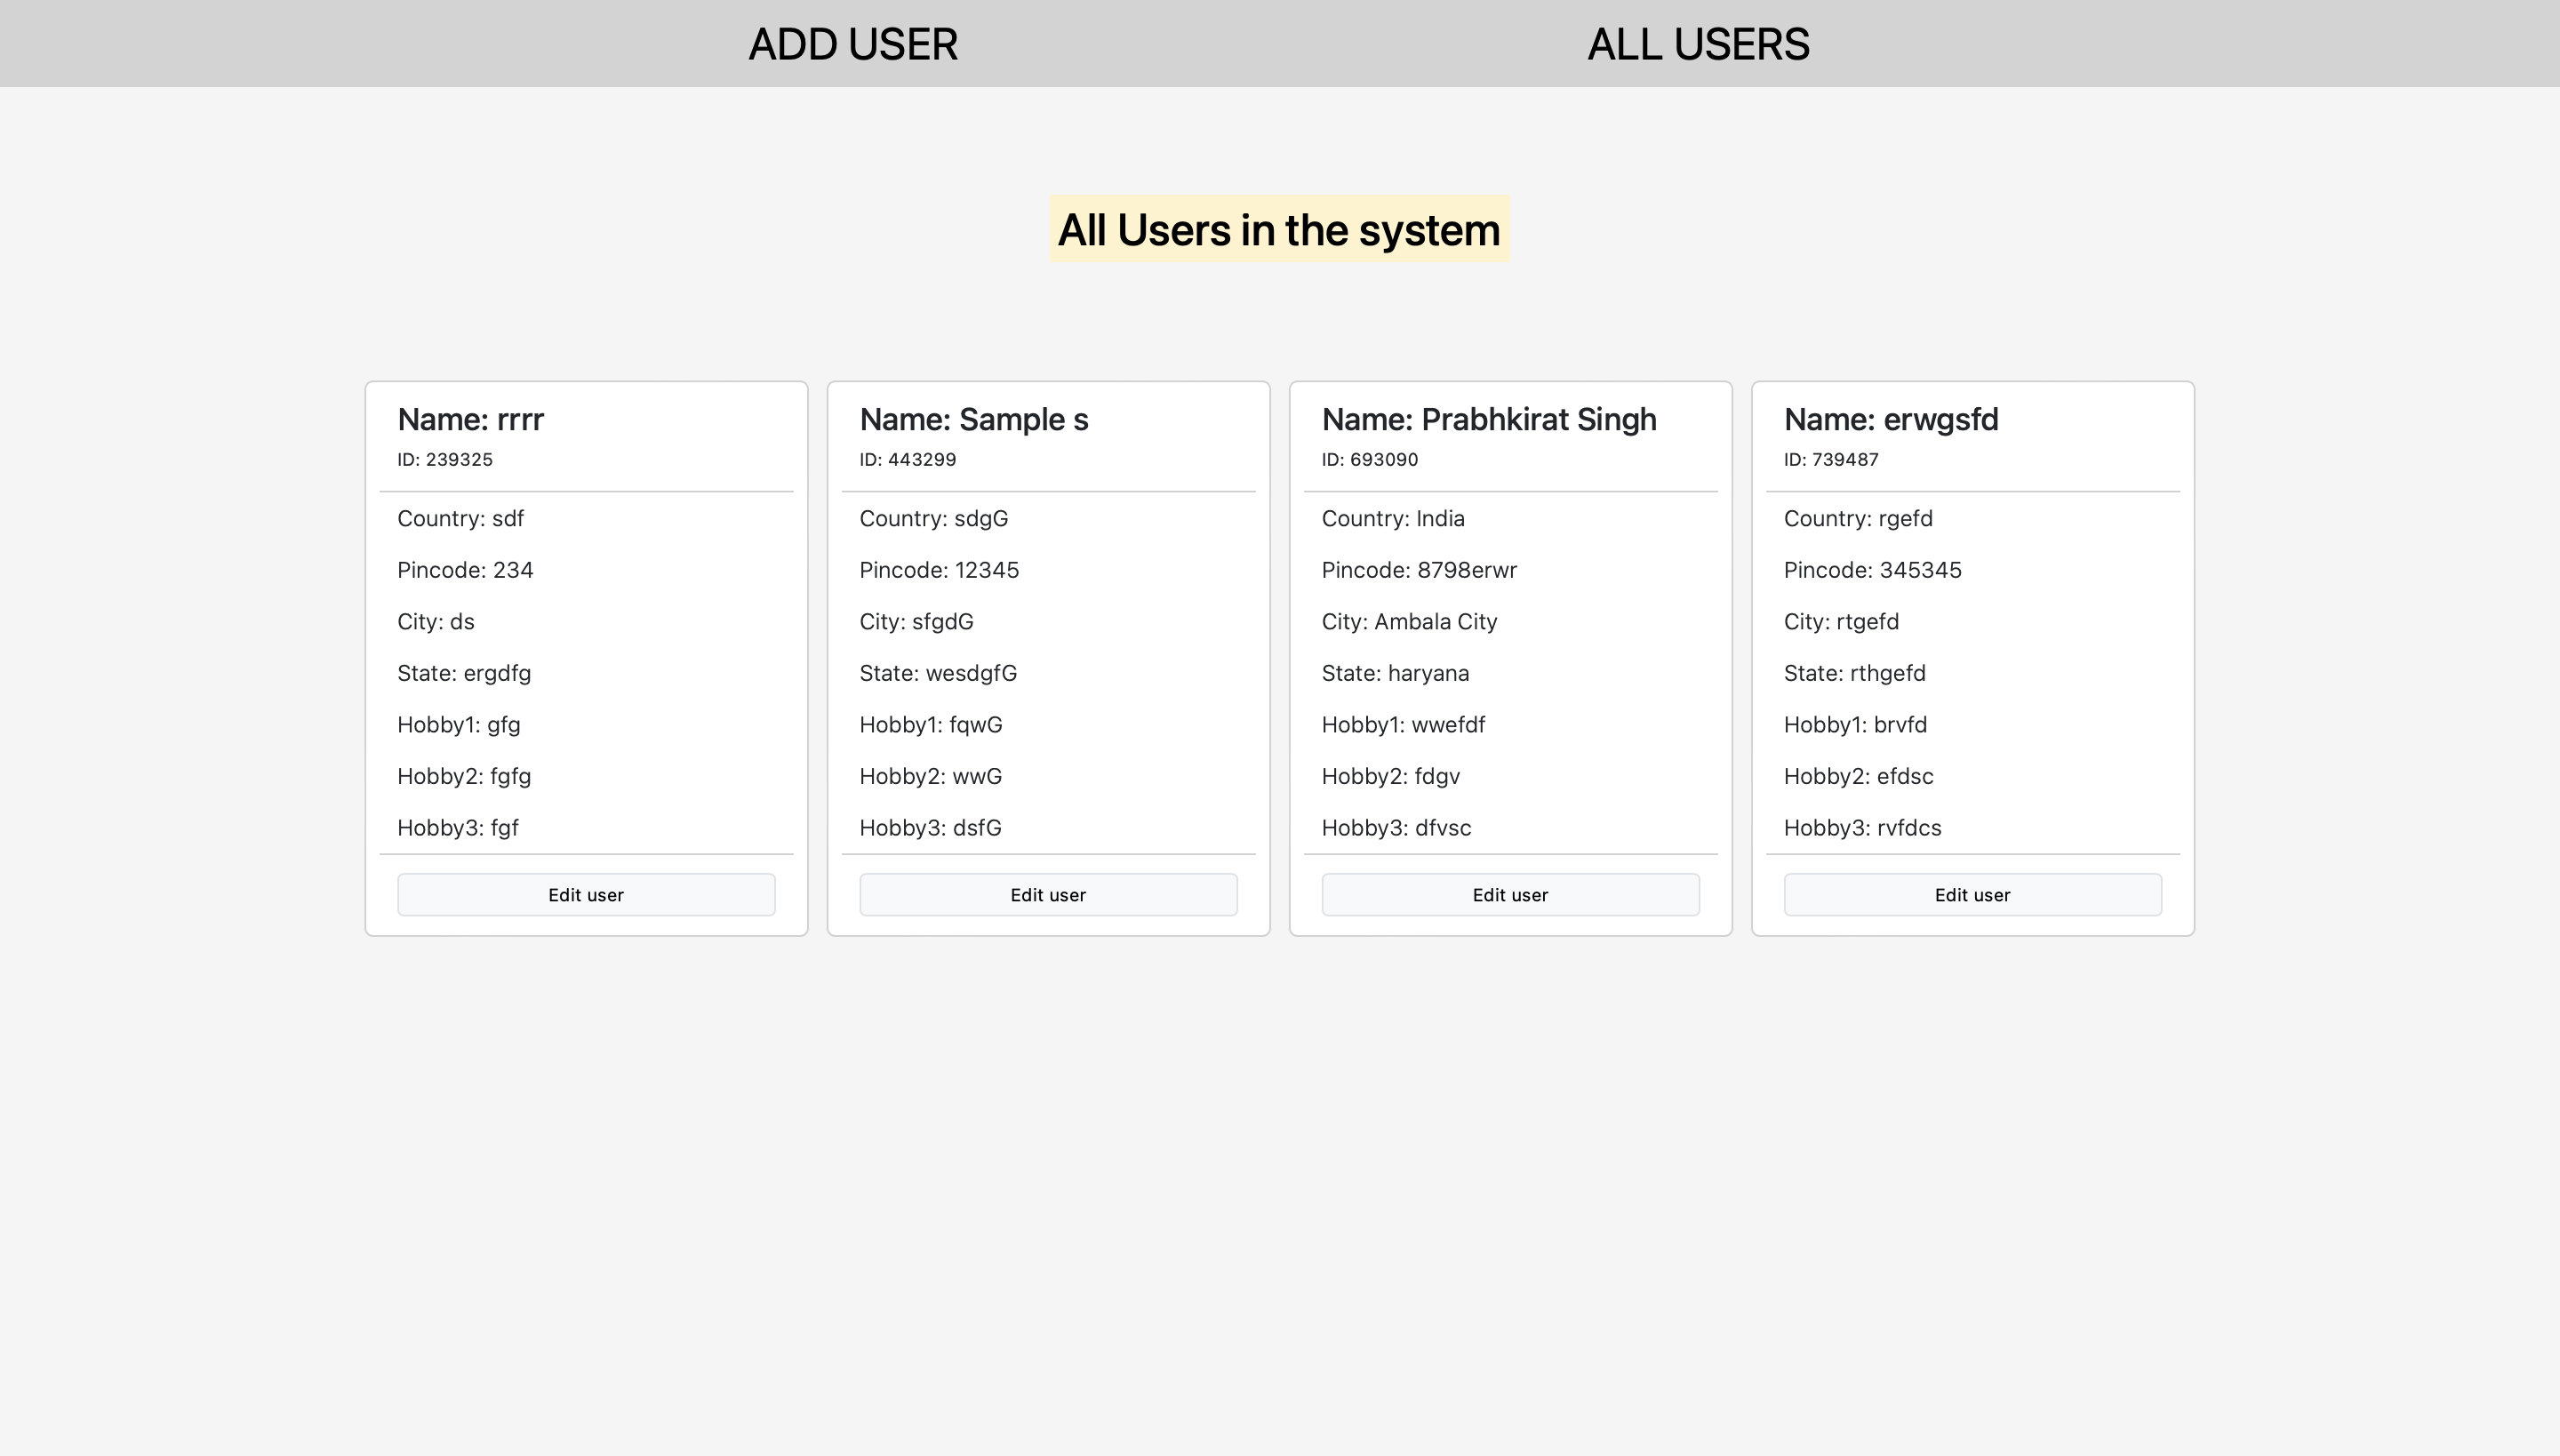 ADD USER
ALL USERS
All Users in the system
Name: rrrr
ID: 239325
Country: sdf
Pincode: 234
City: ds
State: ergdfg
Hobby1: gfg
Hobby2: fgfg
Hobby3: fgf
Edit user
Name: Sample s
ID: 443299
Country: sdgG
Pincode: 12345
City: sfgdG
State: wesdgfG
Hobby1: fqwG
Hobby2: wwG
Hobby3: dsfG
Edit user
Name: Prabhkirat Singh
ID: 693090
Country: India
Pincode: 8798erwr
City: Ambala City
State: haryana
Hobby1: wwefdf
Hobby2: fdgv
Hobby3: dfvsc
Edit user
Name: erwgsfd
ID: 739487
Country: rgefd
Pincode: 345345
City: rtgefd
State: rthgefd
Hobby1: brvfd
Hobby2: efdsc
Hobby3: rvfdcs
Edit user